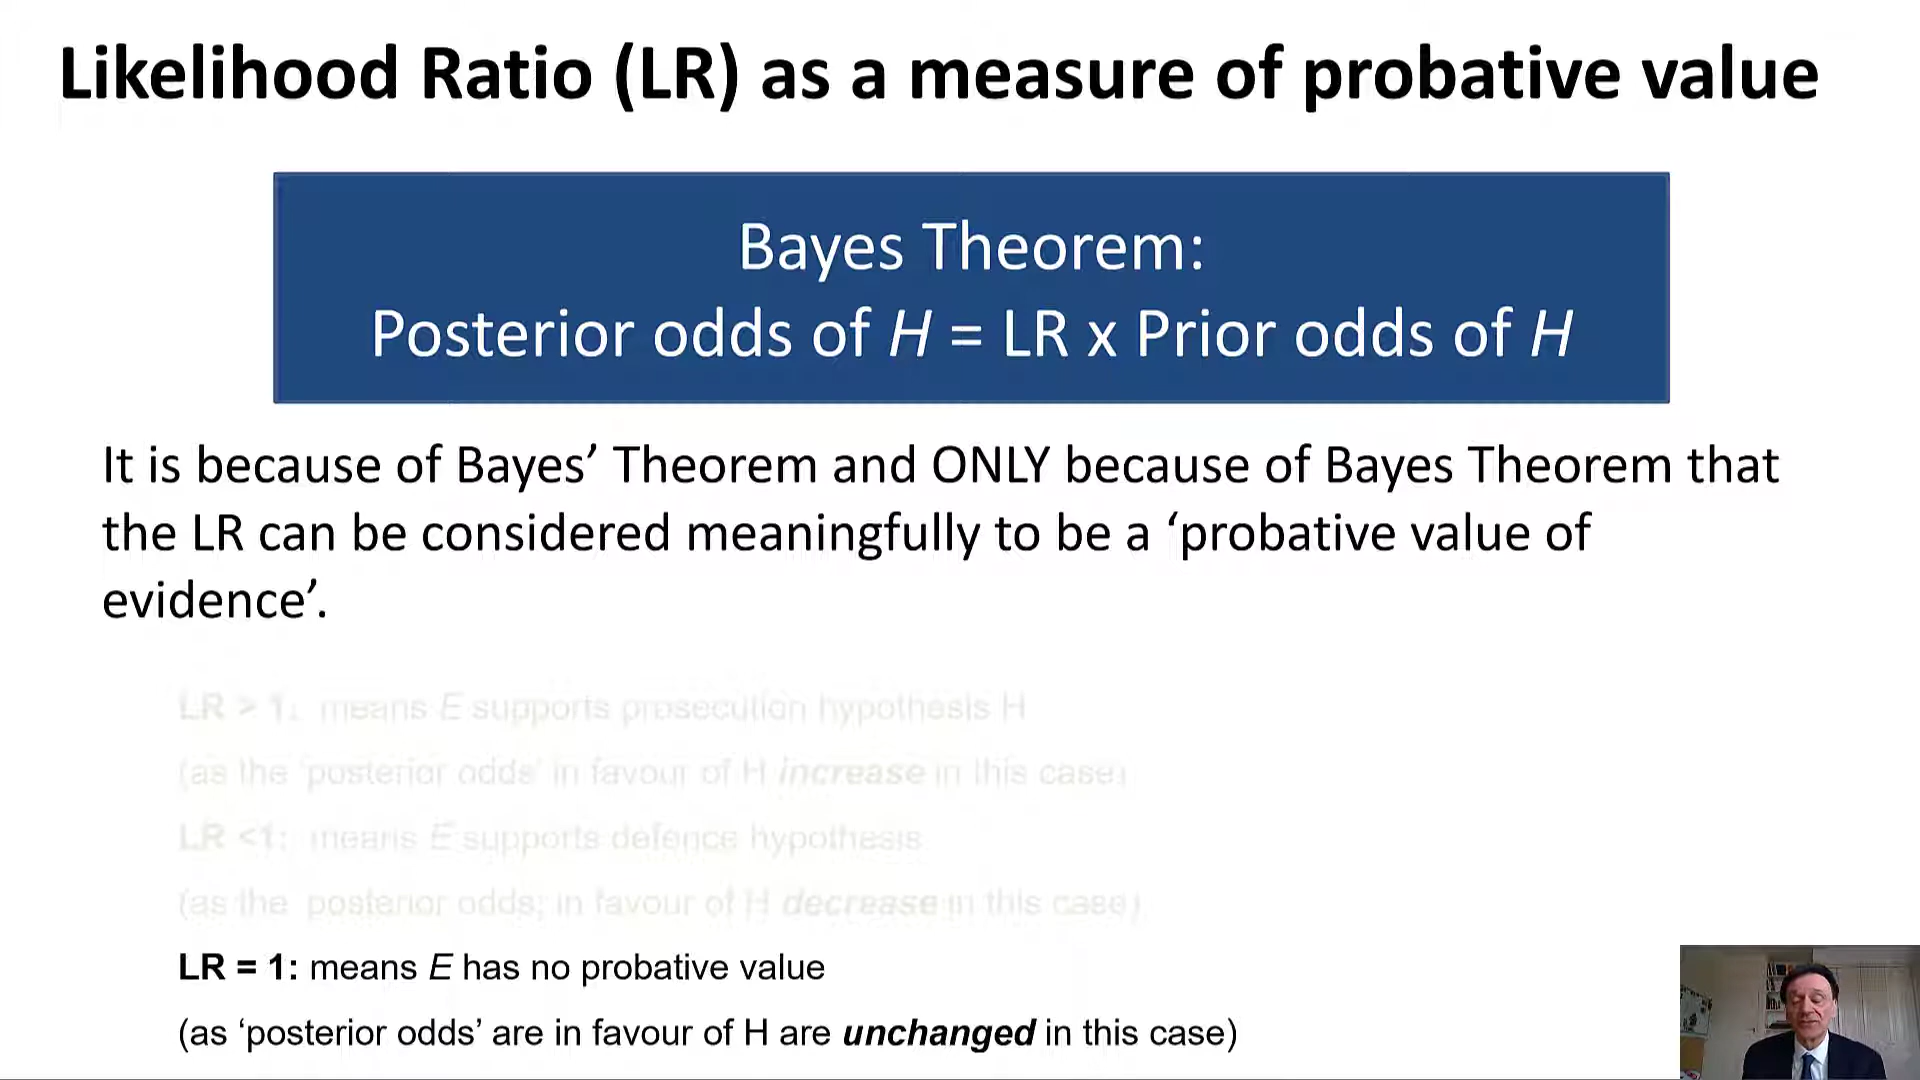 Likelihood Ratio (LR) as a measure of probative value
Bayes Theorem:
Posterior odds of H = LR x Prior odds of H
It is because of Bayes’ Theorem and ONLY because of Bayes Theorem that
the LR can be considered meaningfully to be a ‘probative value of
evidence’.
LR > 1: means E supports prosecution hypothesis H
(as the ‘posterior odds’ in favour of H increase in this case)
LR <1: means E supports defence hypothesis
(as the posterior odds; in favour of H decrease in this case)
LR = 1: means E has no probative value
(as ‘posterior odds’ are in favour of H are unchanged in this case)